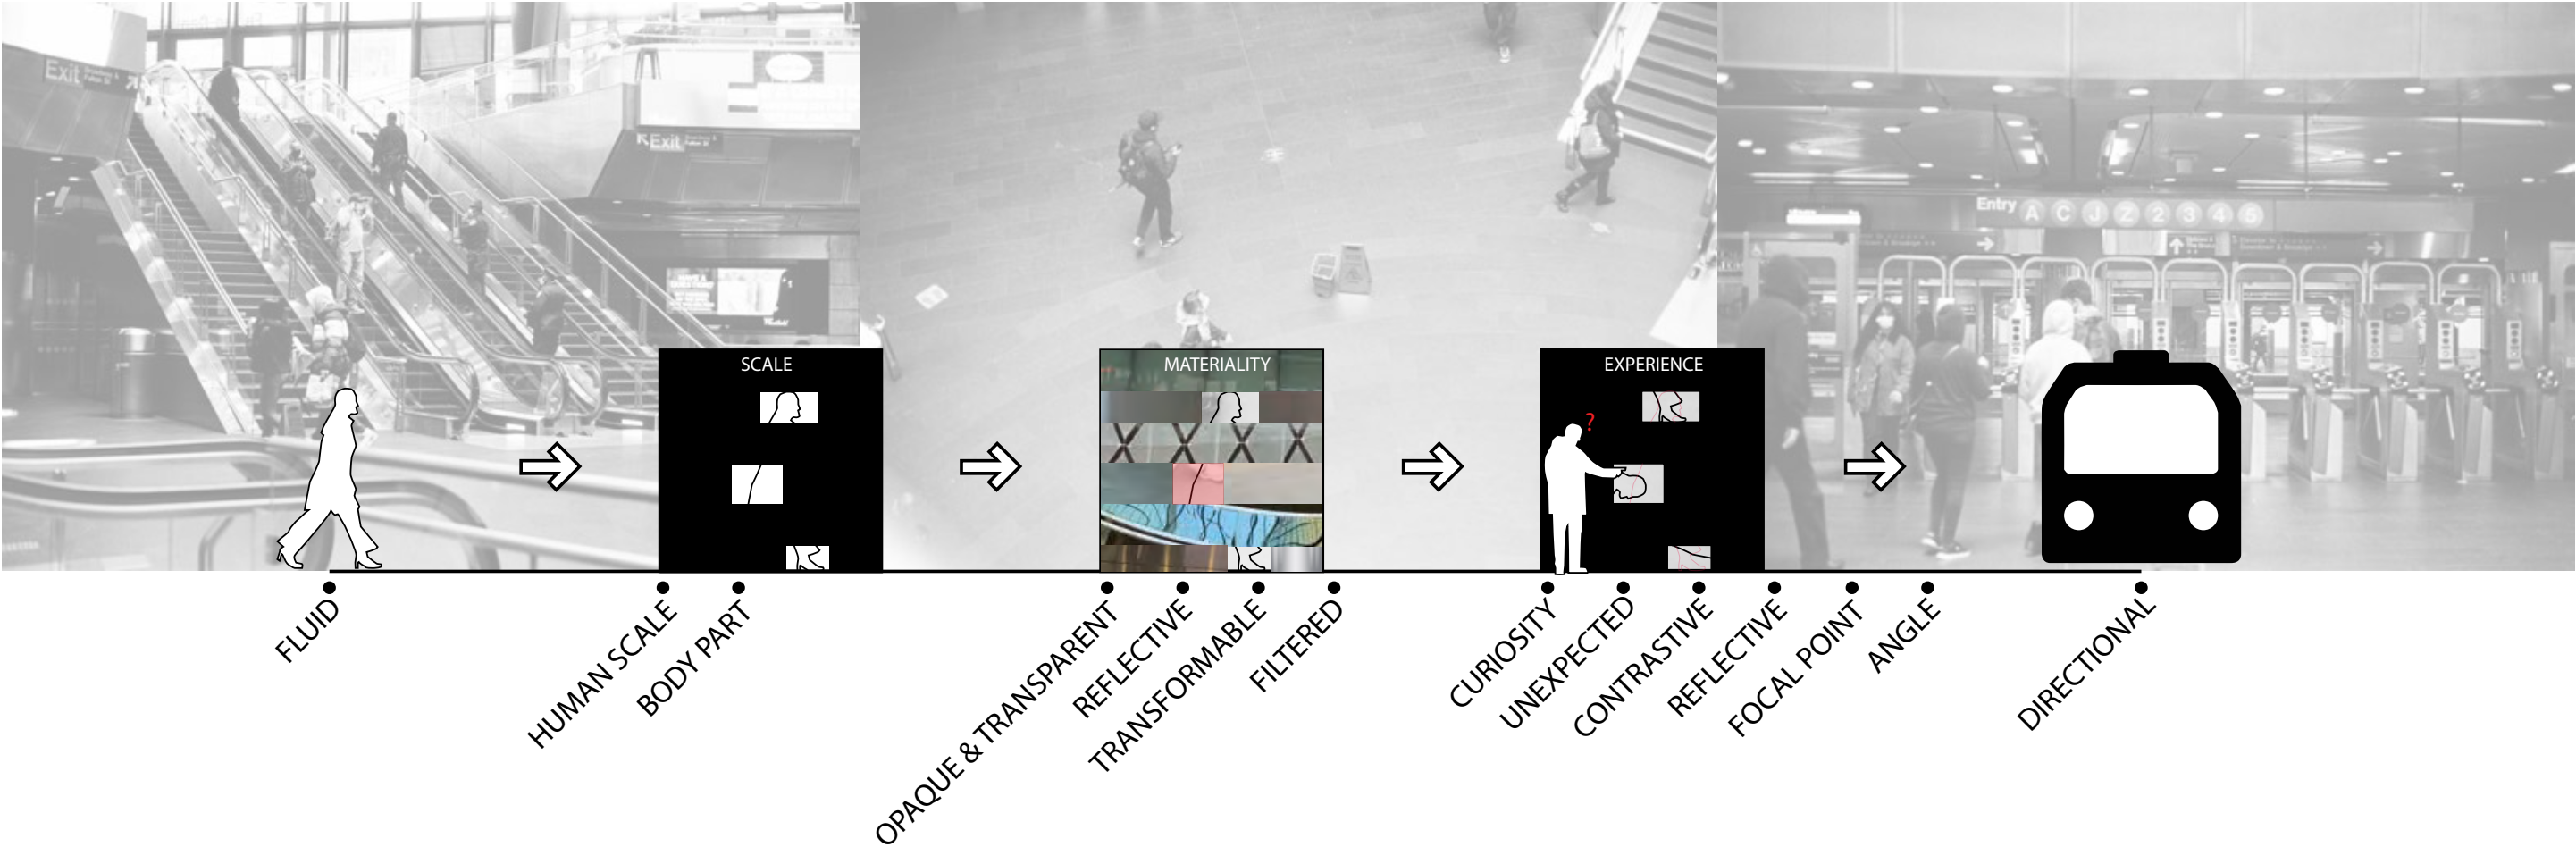 Exit
Exit
Entry A C J Z 2 3 4 5
SCALE
MATERIALITY
EXPERIENCE
?
FLUID
HUMAN SCALE
BODY PART
OPAQUE & TRANSPARENT
REFLECTIVE
TRANSFORMABLE
FILTERED
CURIOSITY
UNEXPECTED
CONTRASTIVE
REFLECTIVE
FOCAL POINT
ANGLE
DIRECTIONAL